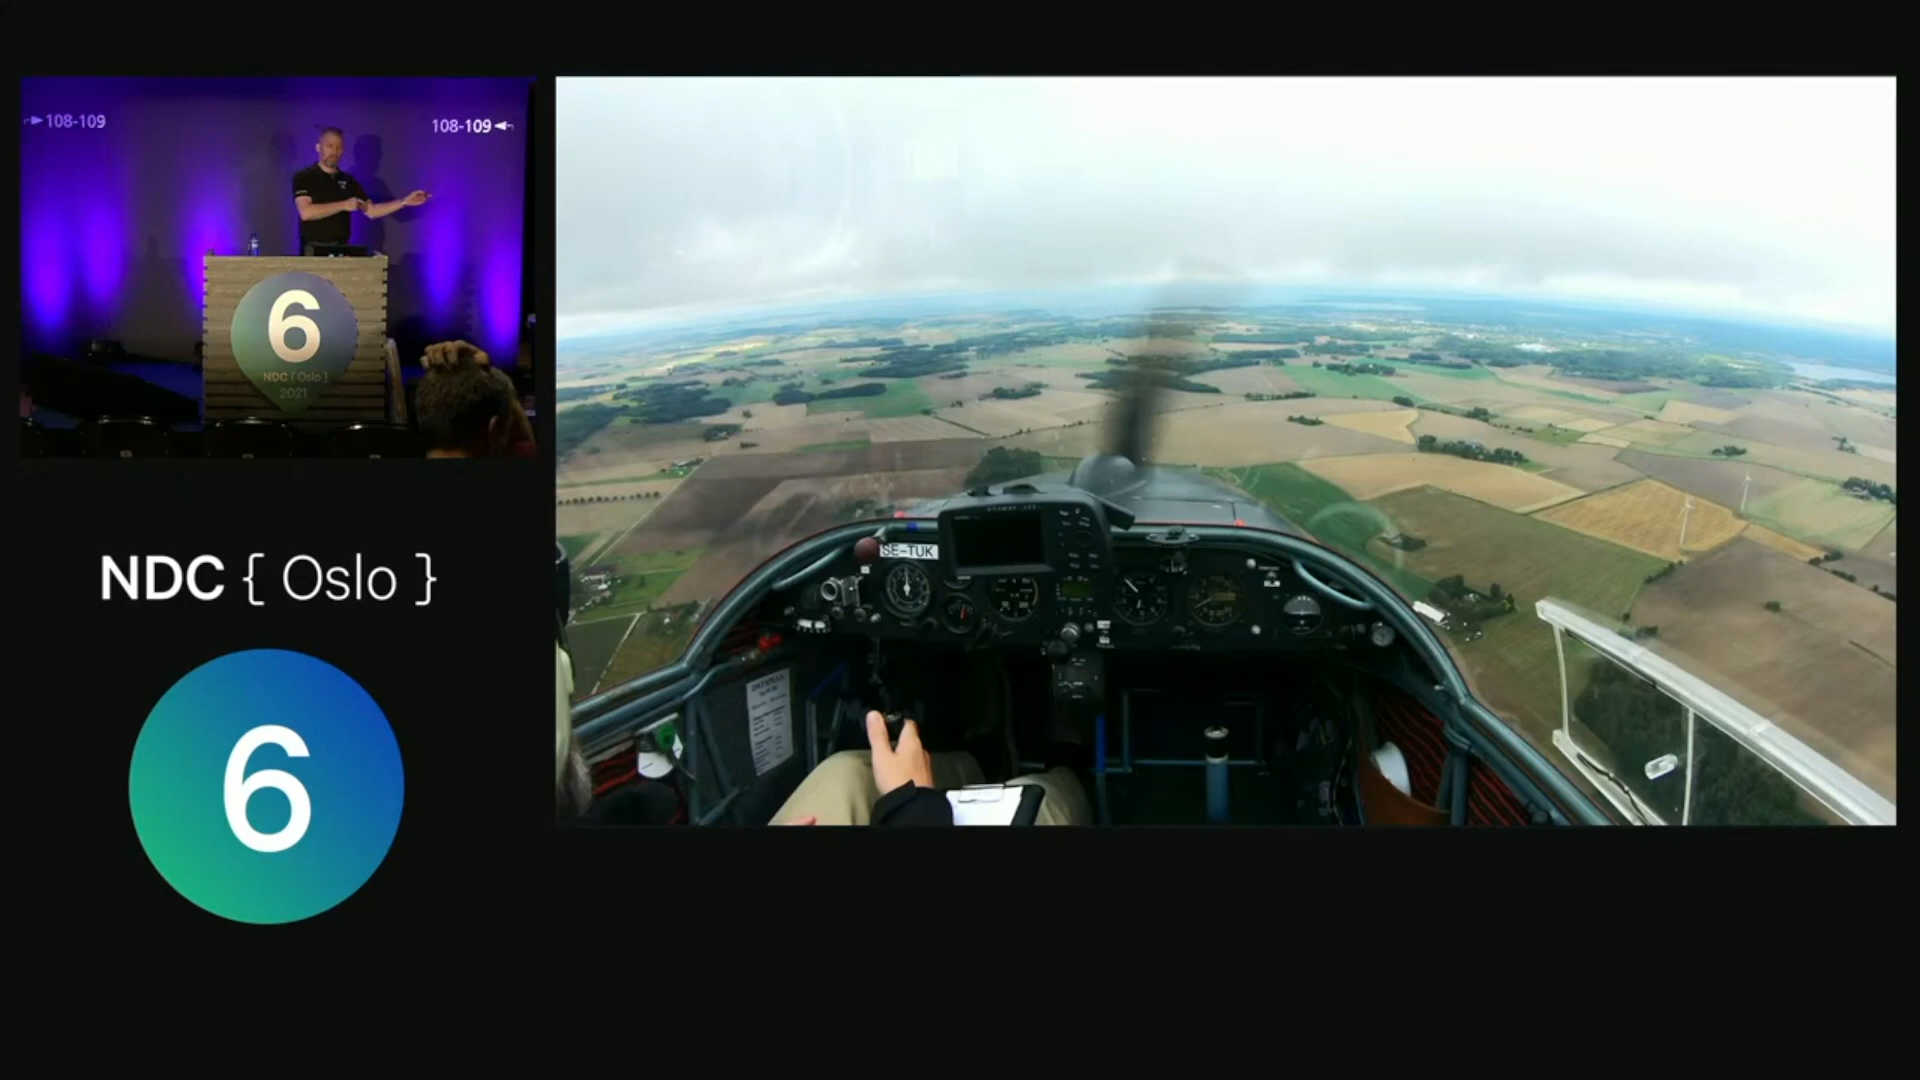 108-109
108-109
6
NDC { Oslo }
2021
NDC { Oslo }
6
SE-TUK